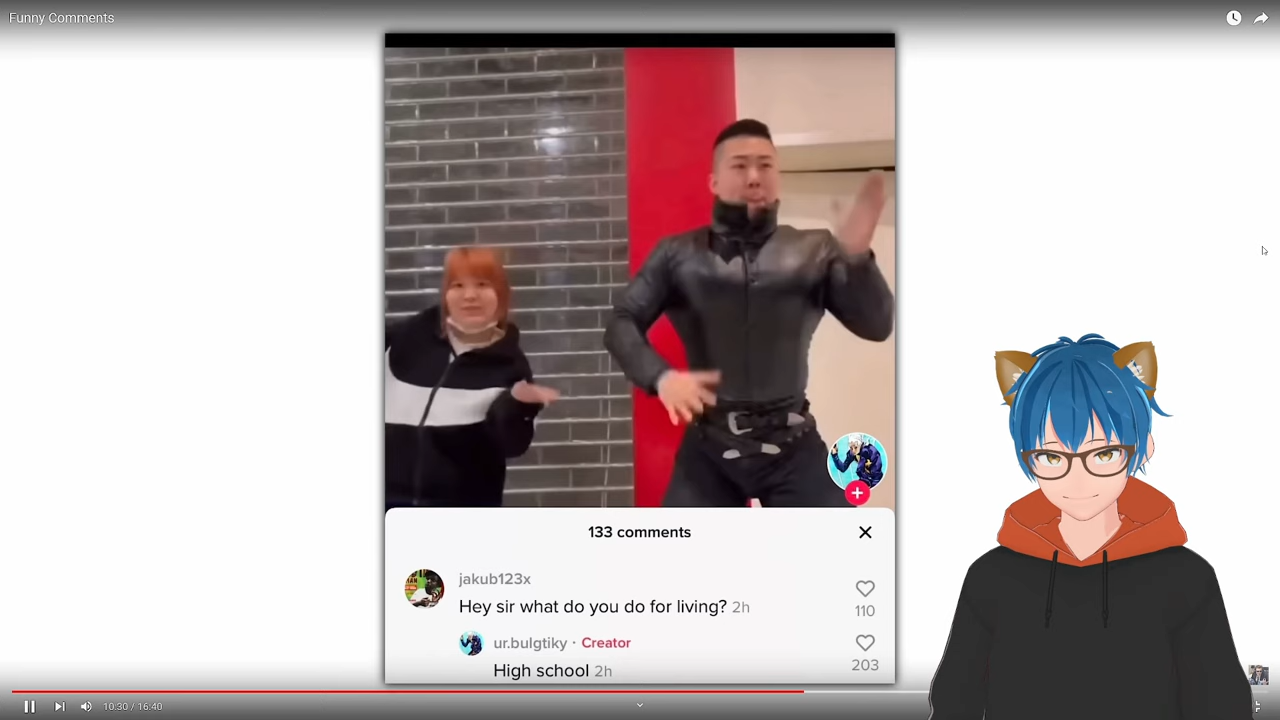 Funny Comments
133 comments
jakub123x
Hey sir what do you do for living? 2h
110
ur.bulgtiky · Creator
High school 2h
203
10:30 / 16:40